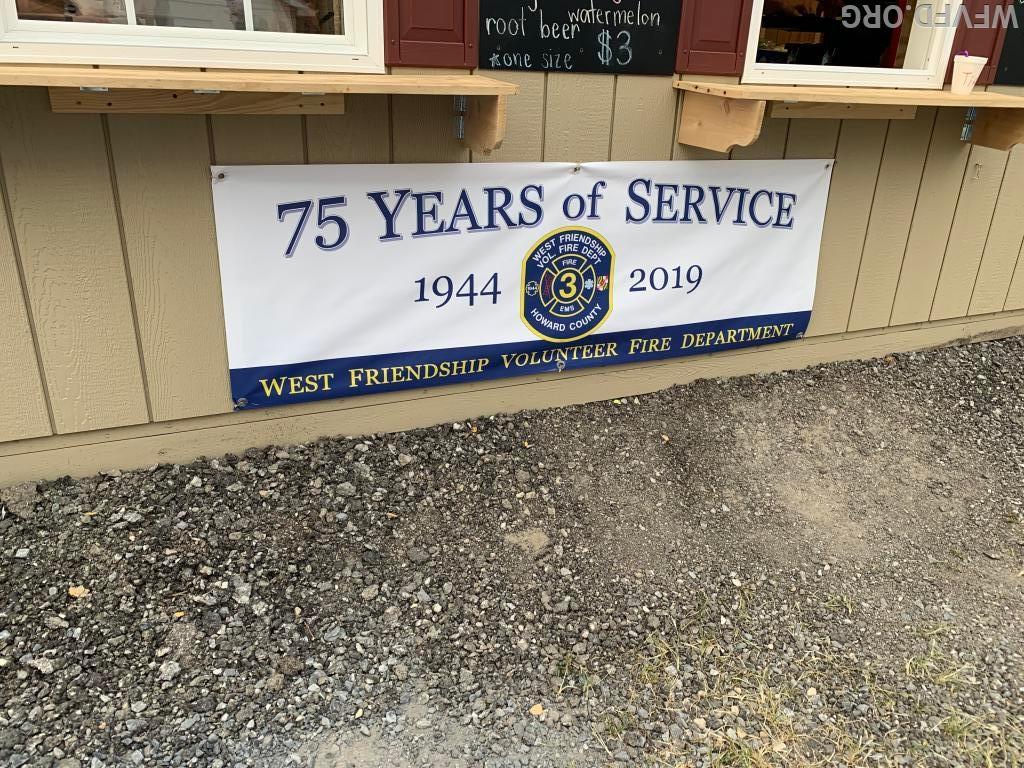 watermelon
root beer
$3
*one size
WFVFD.ORG
75 YEARS of SERVICE
1944
2019
WEST FRIENDSHIP
VOL. FIRE DEPT
FIRE
3
EMS
HOWARD COUNTY
WEST FRIENDSHIP VOLUNTEER FIRE DEPARTMENT